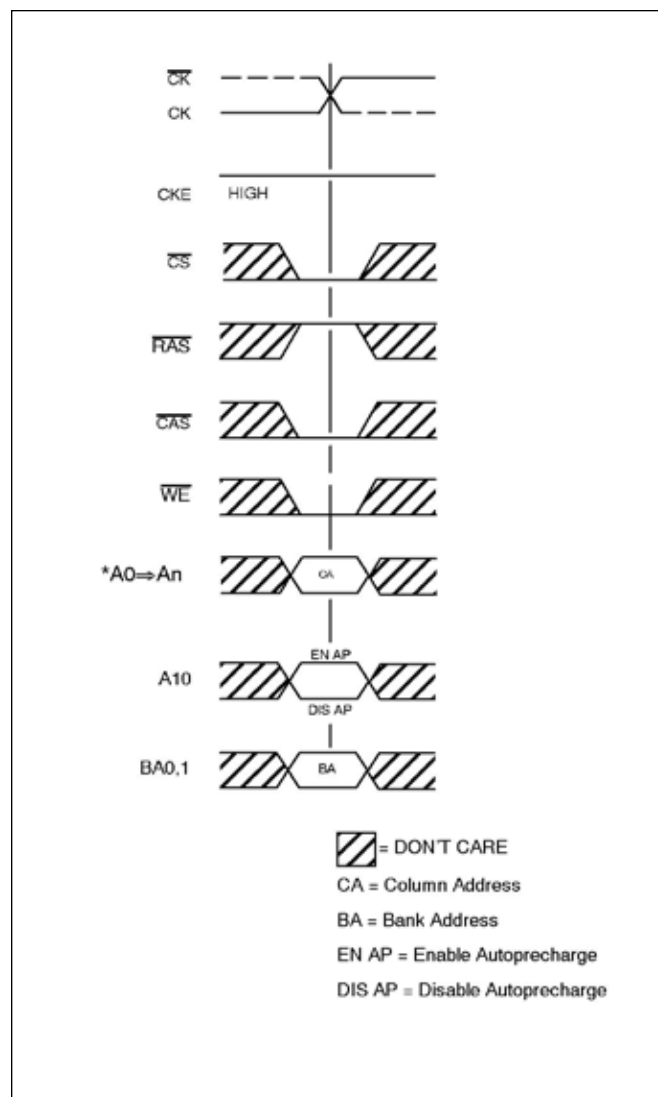 CK
CK
CKE HIGH
CS
RAS
CAS
WE
*A0⇒An CA
EN AP
A10
DIS AP
BA0,1 BA
= DON'T CARE
CA = Column Address
BA = Bank Address
EN AP = Enable Autoprecharge
DIS AP = Disable Autoprecharge